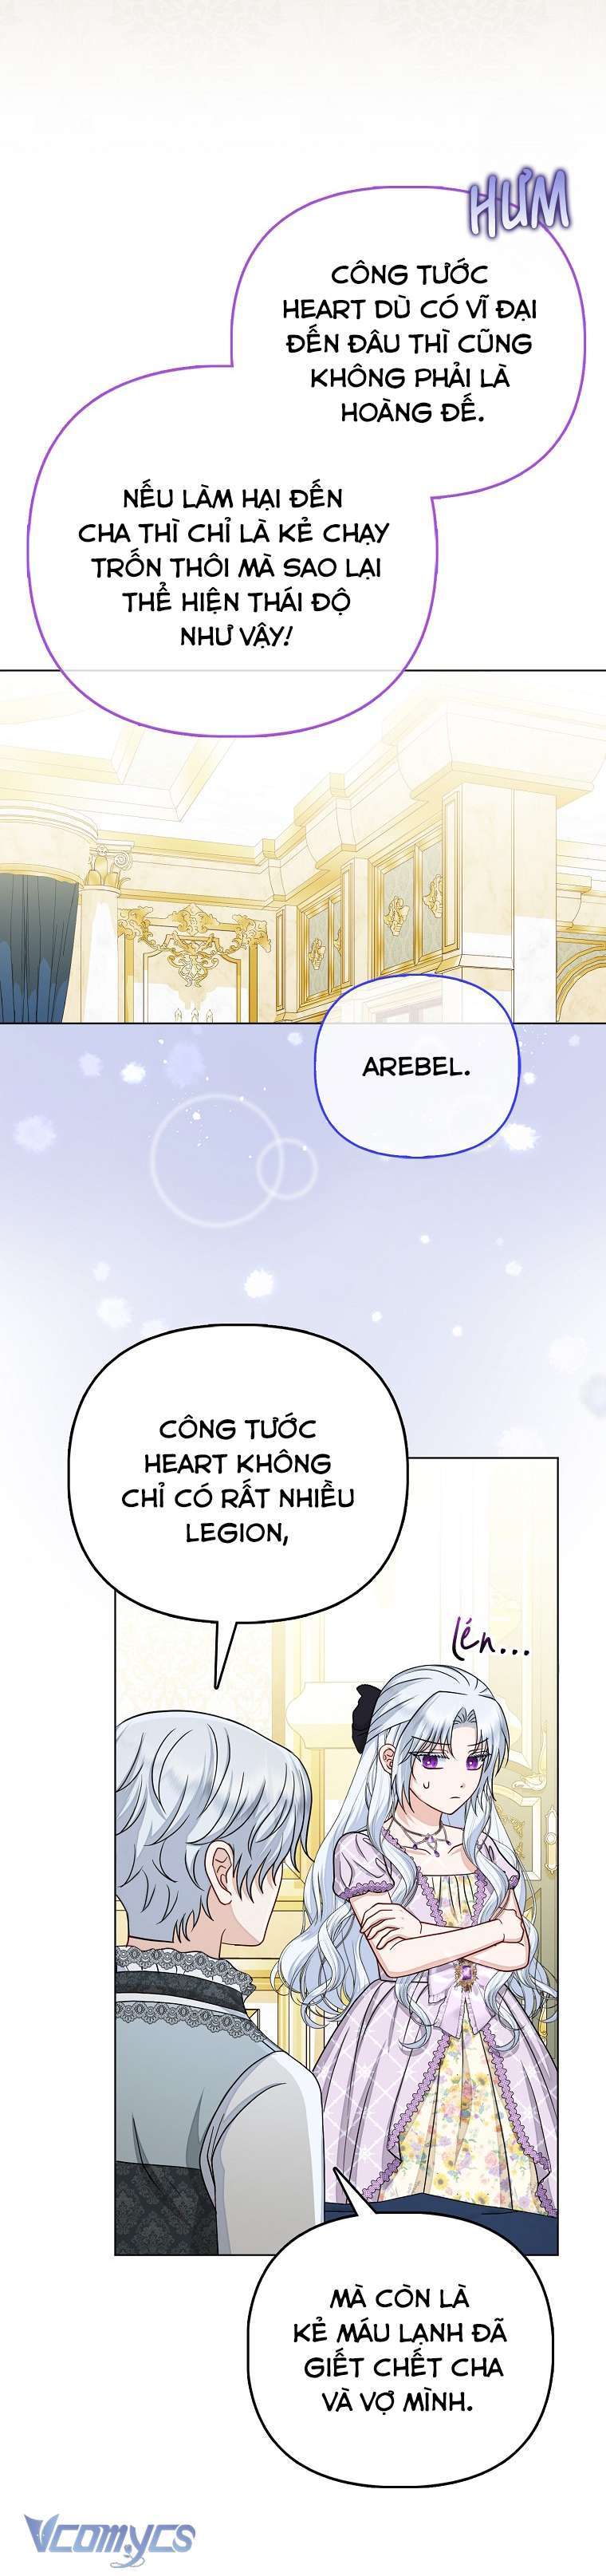 HƯM
CÔNG TƯỚC
HEART DÙ CÓ VĨ ĐẠI
ĐẾN ĐÂU THÌ CŨNG
KHÔNG PHẢI LÀ
HOÀNG ĐẾ.
NẾU LÀM HẠI ĐẾN
CHA THÌ CHỈ LÀ KẺ CHẠY
TRỐN THÔI MÀ SAO LẠI
THỂ HIỆN THÁI ĐỘ
NHƯ VẬY!
AREBEL.
CÔNG TƯỚC
HEART KHÔNG
CHỈ CÓ RẤT NHIỀU
LEGION,
lén...
MÀ CÒN LÀ
KẺ MÁU LẠNH ĐÃ
GIẾT CHẾT CHA
VÀ VỢ MÌNH.
Vcomycs